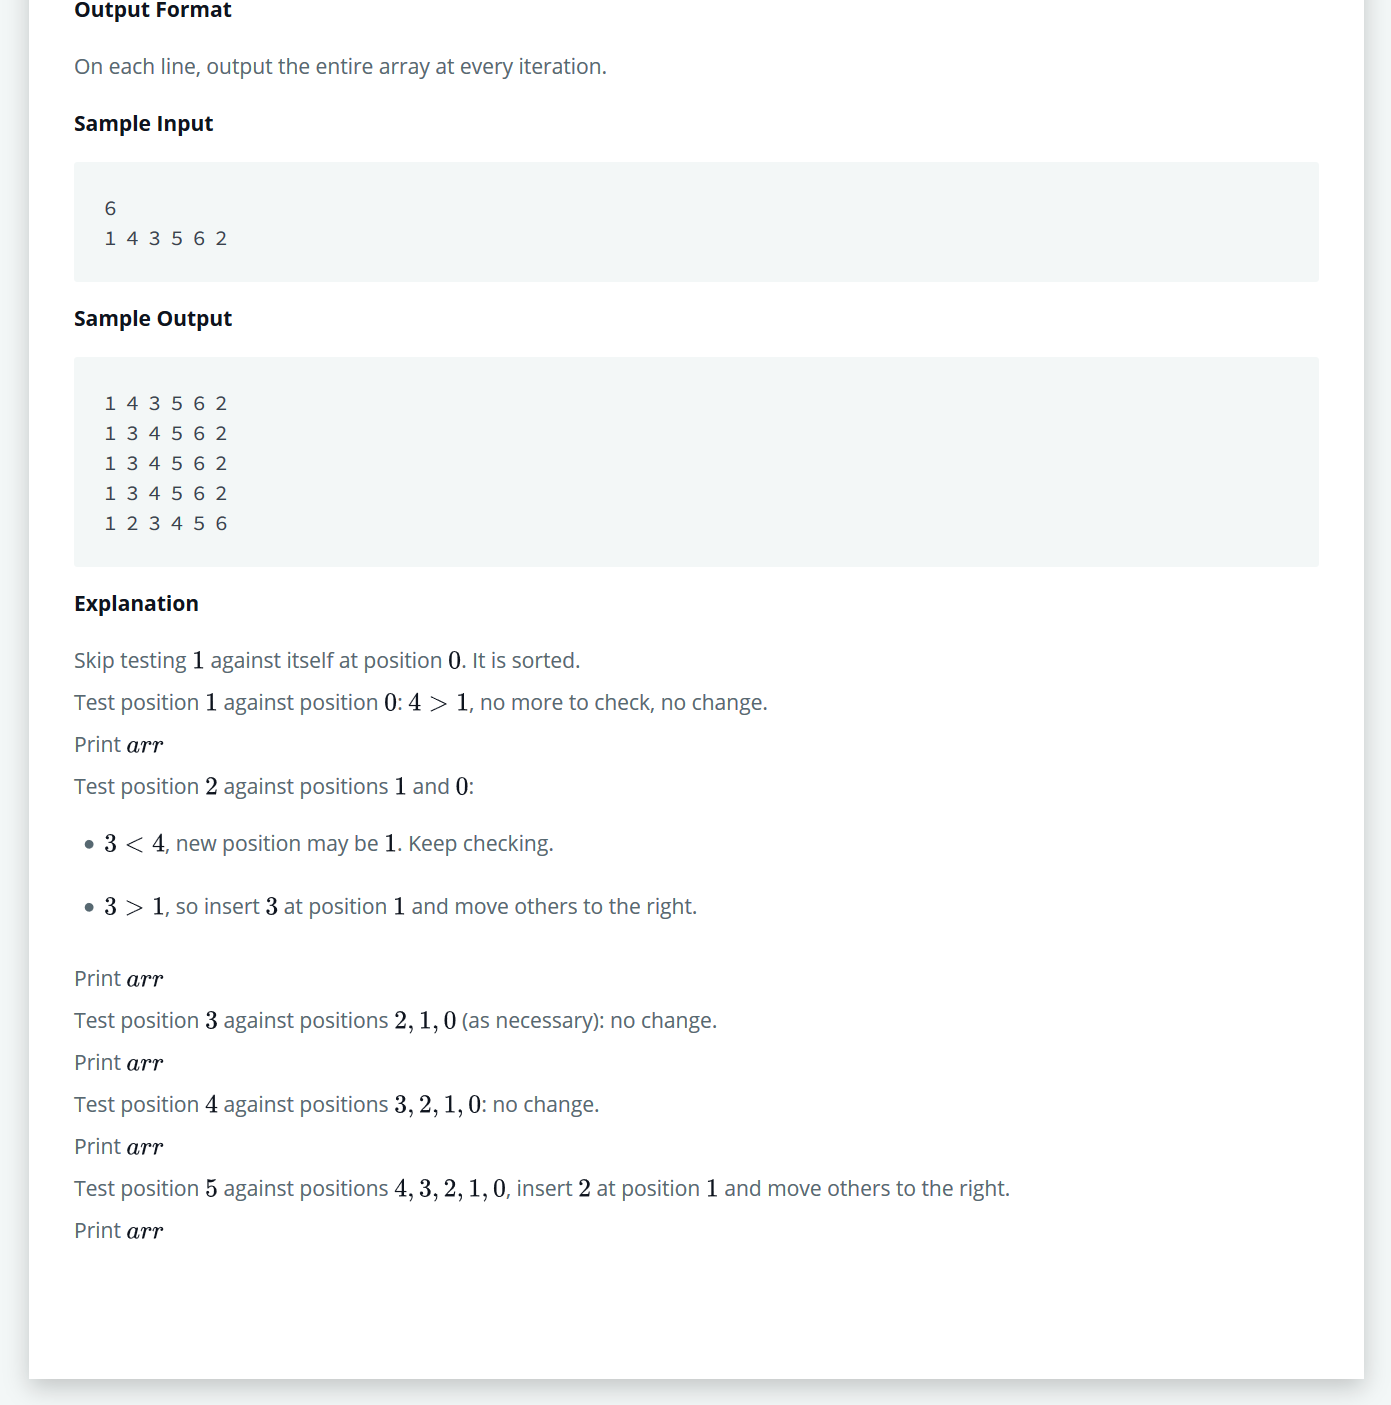 Output Format
On each line, output the entire array at every iteration.
Sample Input
6
1 4 3 5 6 2
Sample Output
1 4 3 5 6 2
1 3 4 5 6 2
1 3 4 5 6 2
1 3 4 5 6 2
1 2 3 4 5 6
Explanation
Skip testing 1 against itself at position 0. It is sorted.
Test position 1 against position 0: 4 > 1, no more to check, no change.
Print arr
Test position 2 against positions 1 and 0:
• 3 < 4, new position may be 1. Keep checking.
• 3 > 1, so insert 3 at position 1 and move others to the right.
Print arr
Test position 3 against positions 2, 1, 0 (as necessary): no change.
Print arr
Test position 4 against positions 3, 2, 1, 0: no change.
Print arr
Test position 5 against positions 4, 3, 2, 1, 0, insert 2 at position 1 and move others to the right.
Print arr